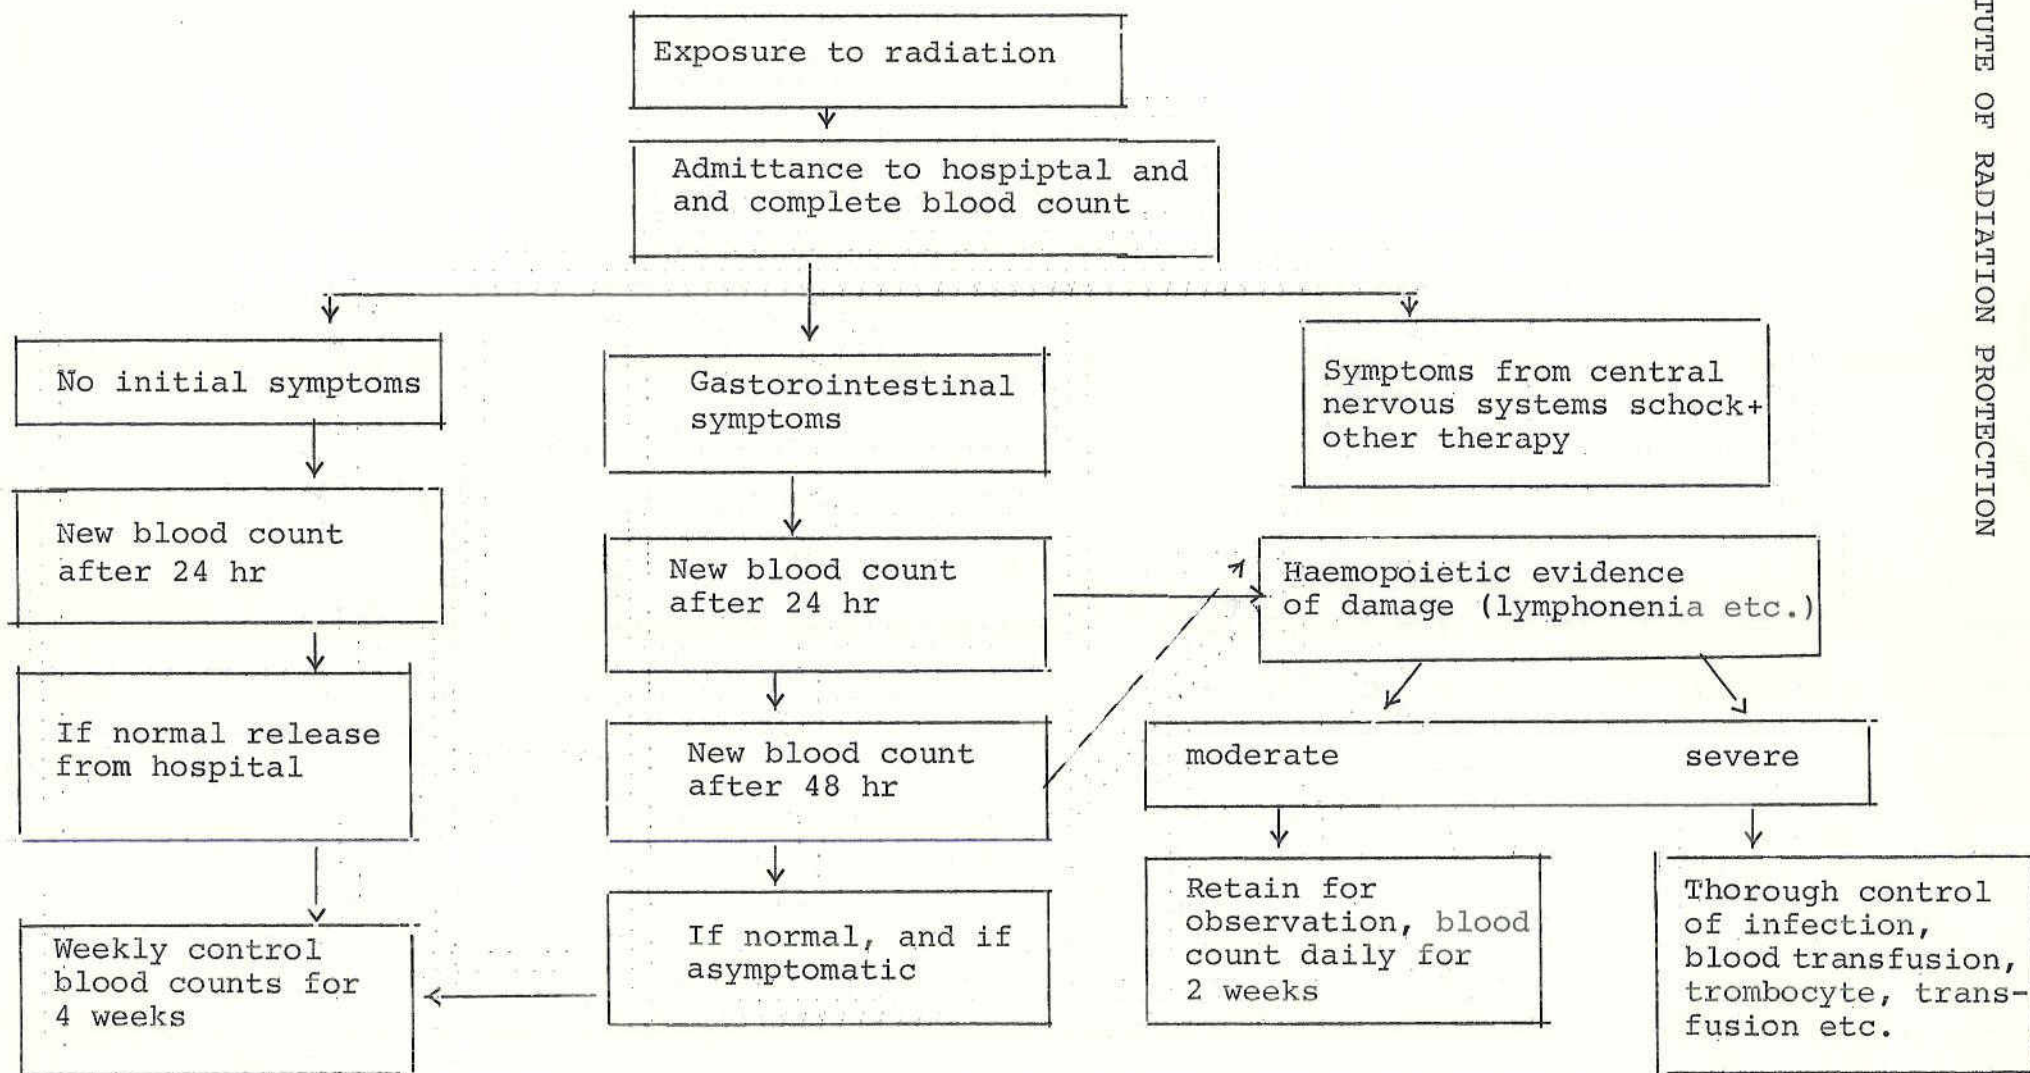 Exposure to radiation
Admittance to hospiptal and
and complete blood count
No initial symptoms
Gastorointestinal
symptoms
Symptoms from central
nervous systems schock+
other therapy
New blood count
after 24 hr
New blood count
after 24 hr
Haemopoietic evidence
of damage (lymphonenia etc.)
If normal release
from hospital
New blood count
after 48 hr
moderate
severe
Weekly control
blood counts for
4 weeks
If normal, and if
asymptomatic
Retain for
observation, blood
count daily for
2 weeks
Thorough control
of infection,
blood transfusion,
trombocyte, trans-
fusion etc.
TUTE OF RADIATION PROTECTION